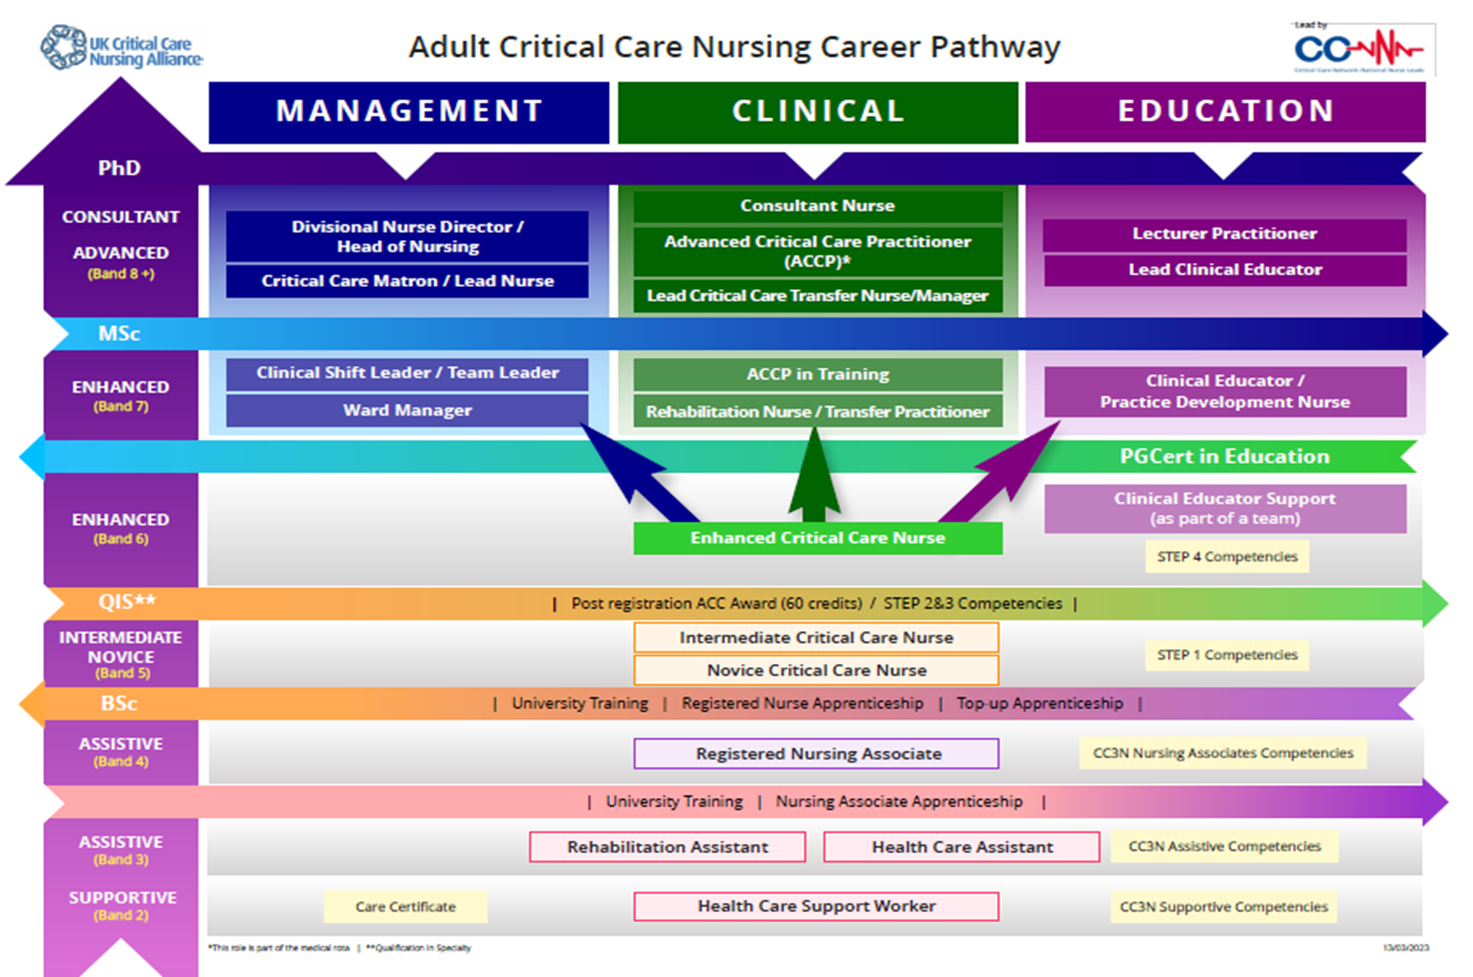 UK Critical Care
Nursing Alliance
Adult Critical Care Nursing Career Pathway
Lead by
CC
Critical Care Network National Nurse Leads
MANAGEMENT
CLINICAL
EDUCATION
PhD
CONSULTANT
ADVANCED
(Band 8 +)
Divisional Nurse Director /
Head of Nursing
Critical Care Matron / Lead Nurse
Consultant Nurse
Advanced Critical Care Practitioner
(ACCP)*
Lead Critical Care Transfer Nurse/Manager
Lecturer Practitioner
Lead Clinical Educator
MSc
ENHANCED
(Band 7)
Clinical Shift Leader / Team Leader
Ward Manager
ACCP in Training
Rehabilitation Nurse / Transfer Practitioner
Clinical Educator /
Practice Development Nurse
PGCert in Education
ENHANCED
(Band 6)
Enhanced Critical Care Nurse
Clinical Educator Support
(as part of a team)
STEP 4 Competencies
QIS**
| Post registration ACC Award (60 credits) / STEP 2&3 Competencies |
INTERMEDIATE
NOVICE
(Band 5)
Intermediate Critical Care Nurse
Novice Critical Care Nurse
STEP 1 Competencies
BSc
| University Training | Registered Nurse Apprenticeship | Top-up Apprenticeship |
ASSISTIVE
(Band 4)
Registered Nursing Associate
CC3N Nursing Associates Competencies
| University Training | Nursing Associate Apprenticeship |
ASSISTIVE
(Band 3)
Rehabilitation Assistant
Health Care Assistant
CC3N Assistive Competencies
SUPPORTIVE
(Band 2)
Care Certificate
Health Care Support Worker
CC3N Supportive Competencies
*This role is part of the medical rota | **Qualification in Specialty
13/03/2023